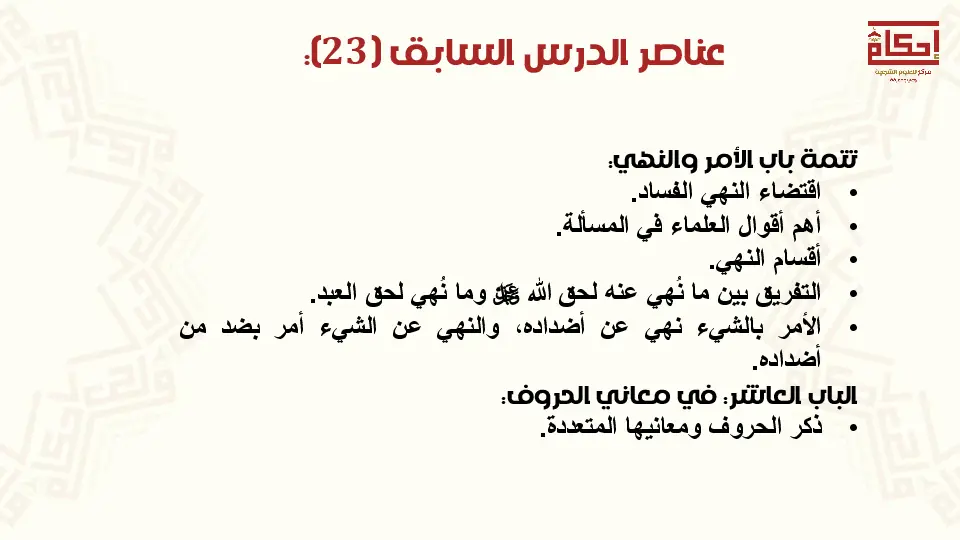 عناصر الدرس السابق (23):
إحكام
مركز للعلوم الشرعية
تتمة باب الأمر والنهي:
• اقتضاء النهي الفساد.
• أهم أقوال العلماء في المسألة.
• أقسام النهي.
• التفريق بين ما نُهي عنه لحق الله ﷻ وما نُهي لحق العبد.
• الأمر بالشيء نهي عن أضداده، والنهي عن الشيء أمر بضد من
أضداده.
الباب العاشر: في معاني الحروف:
• ذكر الحروف ومعانيها المتعددة.